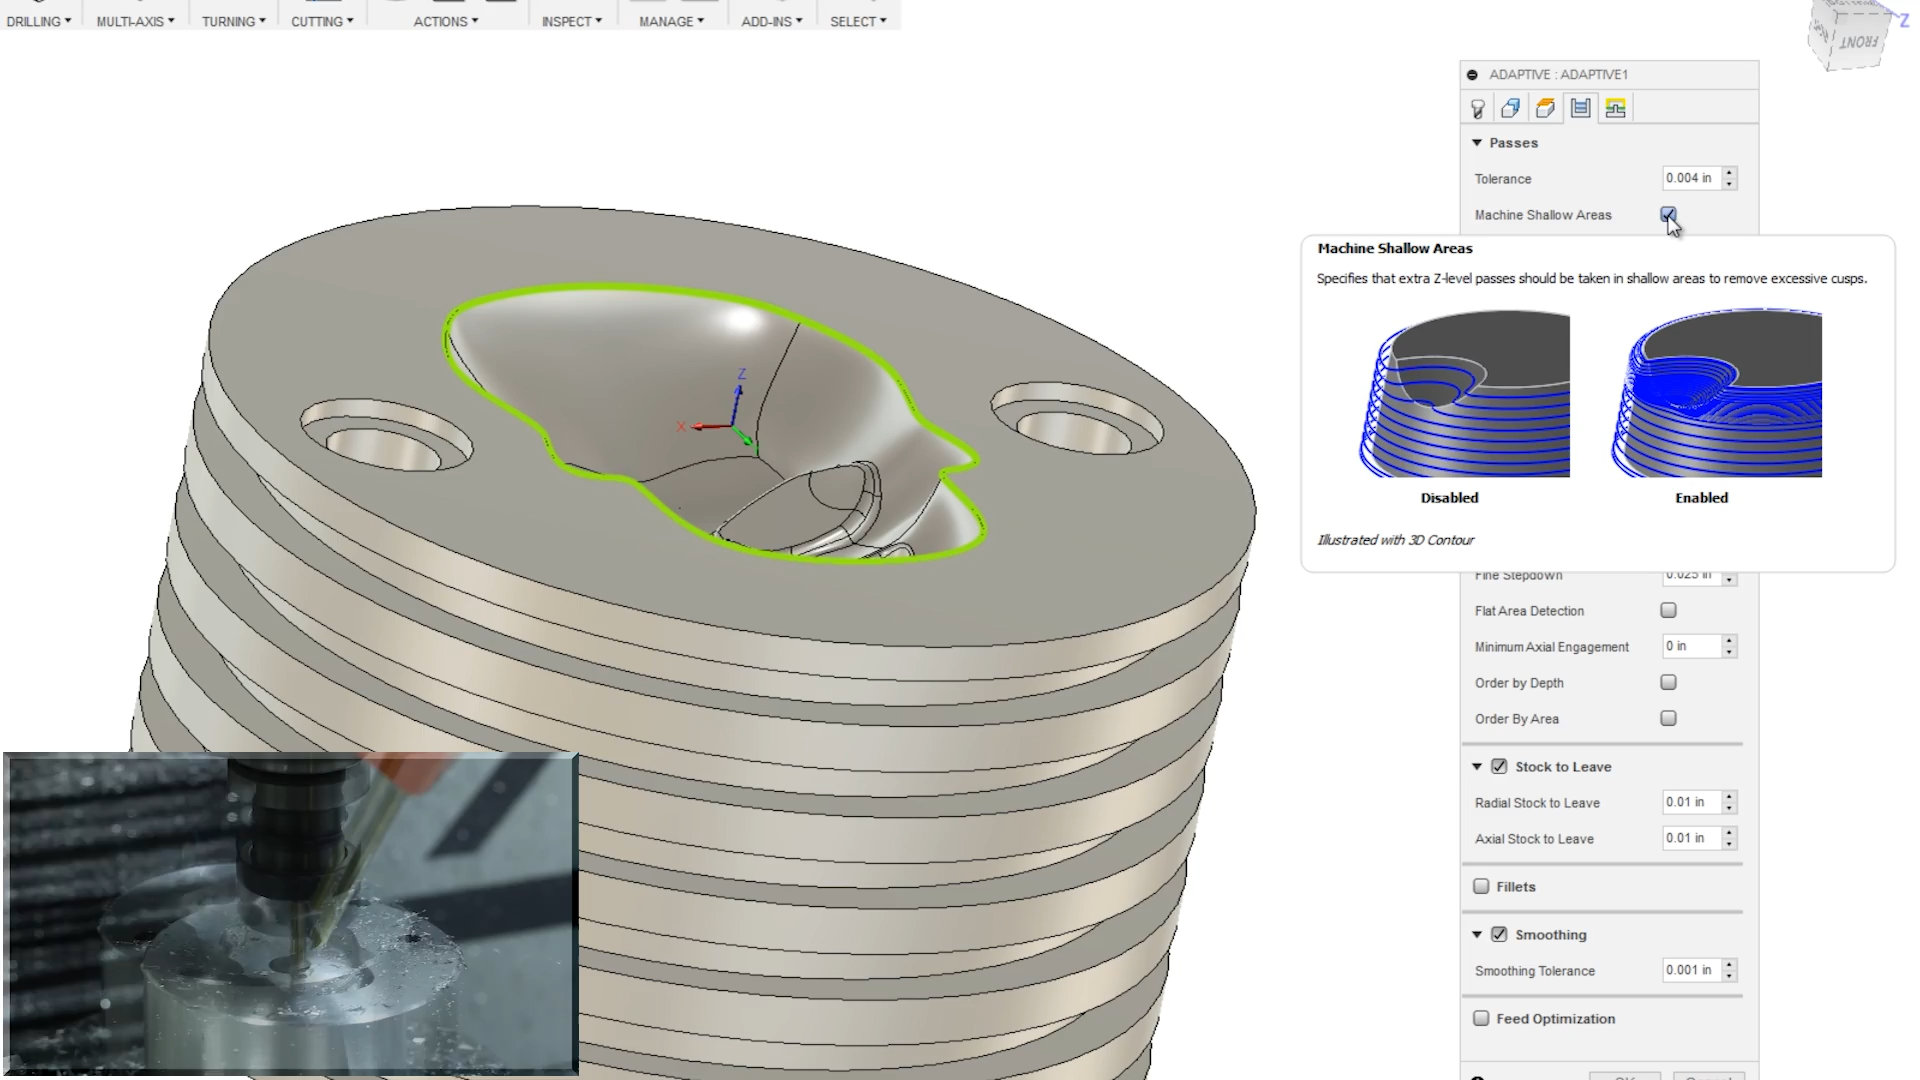 DRILLING MULTI-AXIS TURNING CUTTING ACTIONS INSPECT MANAGE ADD-INS SELECT
Z
FRONT
ADAPTIVE : ADAPTIVE1
Passes
Tolerance 0.004 in
Machine Shallow Areas
Machine Shallow Areas
Specifies that extra Z-level passes should be taken in shallow areas to remove excessive cusps.
Disabled Enabled
Illustrated with 3D Contour
Fine Stepdown 0.025 in
Flat Area Detection
Minimum Axial Engagement 0 in
Order by Depth
Order By Area
Stock to Leave
Radial Stock to Leave 0.01 in
Axial Stock to Leave 0.01 in
Fillets
Smoothing
Smoothing Tolerance 0.001 in
Feed Optimization
Z
X